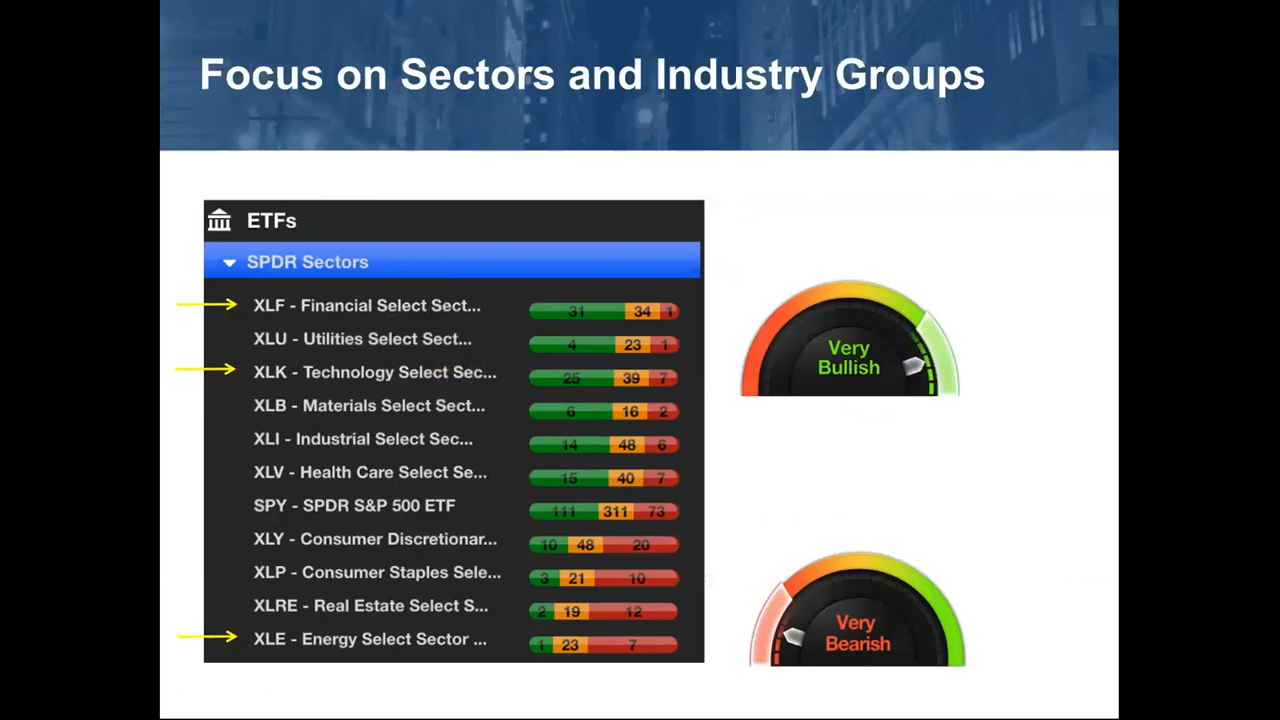 Focus on Sectors and Industry Groups
ETFs
SPDR Sectors
XLF - Financial Select Sect... 31 34 1
XLU - Utilities Select Sect... 4 23 1
XLK - Technology Select Sec... 25 39 7
XLB - Materials Select Sect... 6 16 2
XLI - Industrial Select Sec... 14 48 6
XLV - Health Care Select Se... 15 40 7
SPY - SPDR S&P 500 ETF 111 311 73
XLY - Consumer Discretionar... 10 48 20
XLP - Consumer Staples Sele... 3 21 10
XLRE - Real Estate Select S... 2 19 12
XLE - Energy Select Sector ... 1 23 7
Very
Bullish
Very
Bearish